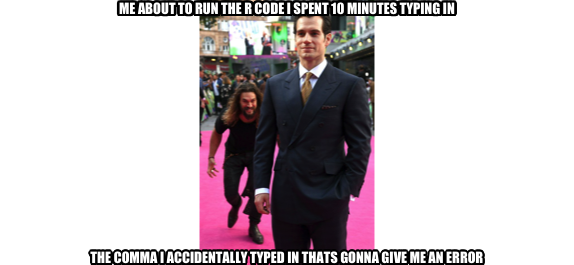 ME ABOUT TO RUN THE R CODE I SPENT 10 MINUTES TYPING IN
THE COMMA I ACCIDENTALLY TYPED IN THATS GONNA GIVE ME AN ERROR